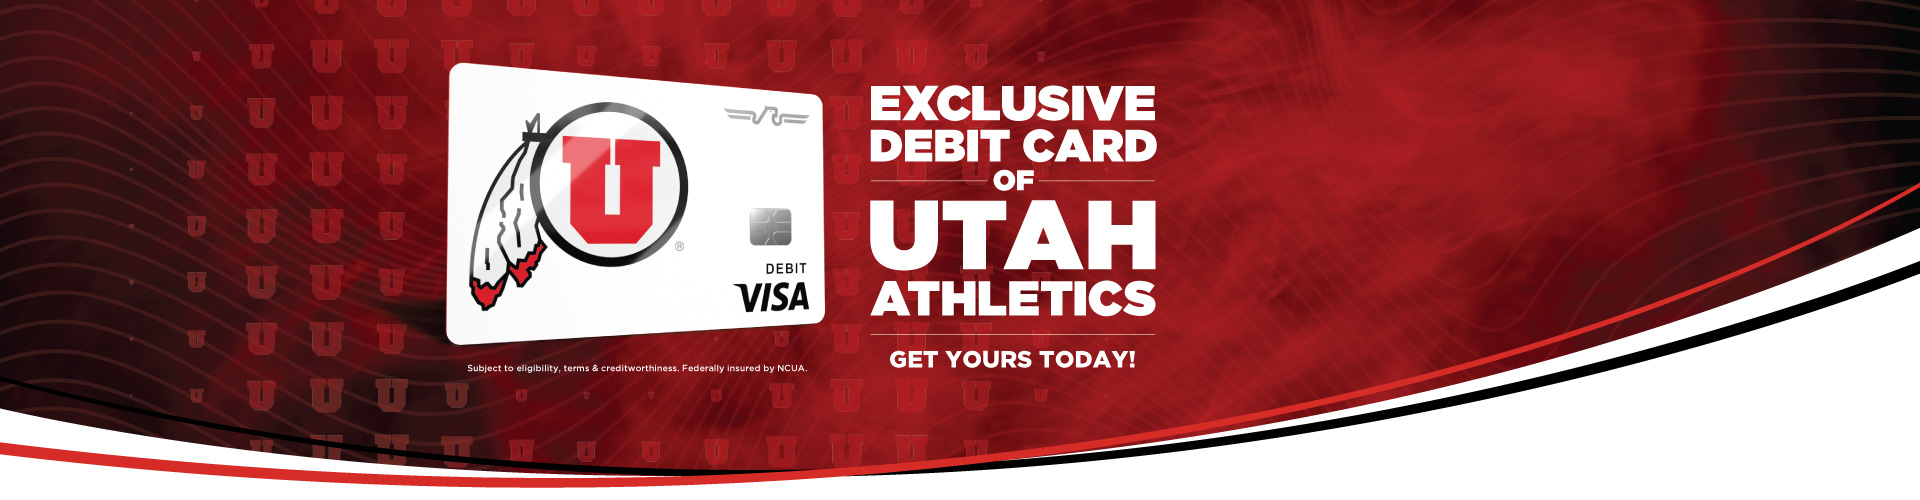 U
®
DEBIT
VISA
Subject to eligibility, terms & creditworthiness. Federally insured by NCUA.
EXCLUSIVE
DEBIT CARD
OF
UTAH
ATHLETICS
GET YOURS TODAY!